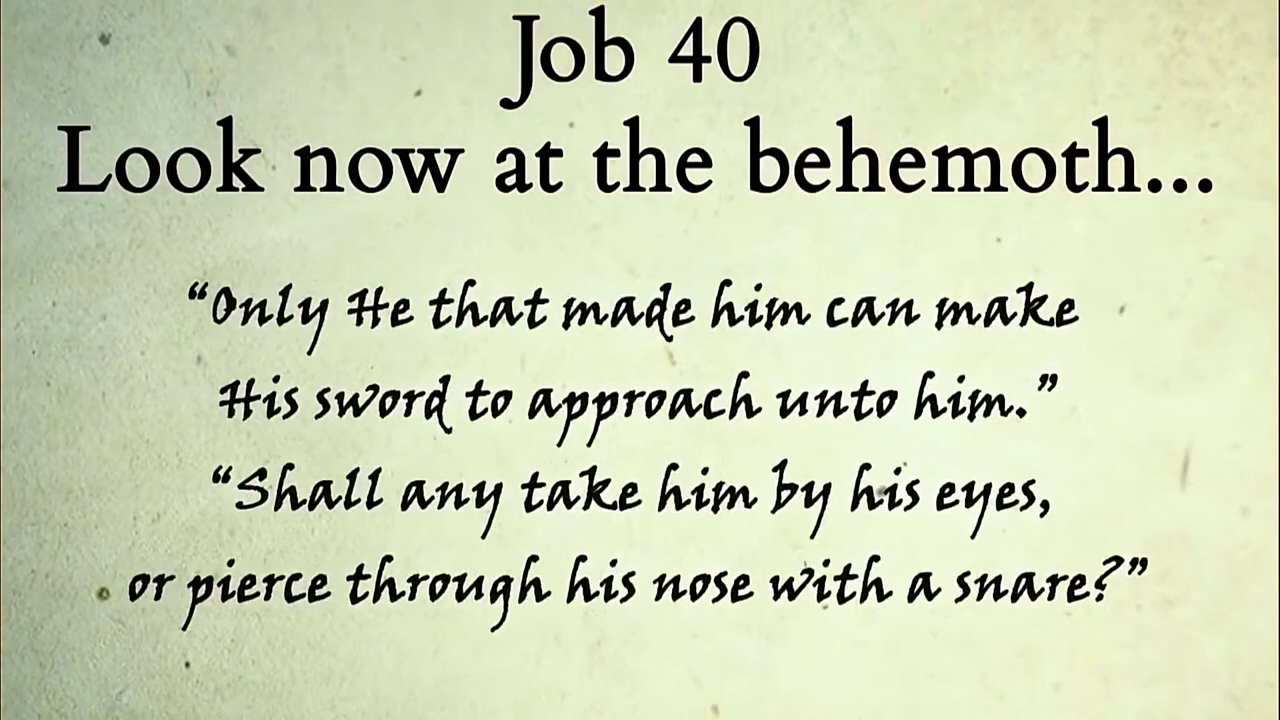 Job 40
Look now at the behemoth...
“Only He that made him can make
His sword to approach unto him.”
“Shall any take him by his eyes,
or pierce through his nose with a snare?”